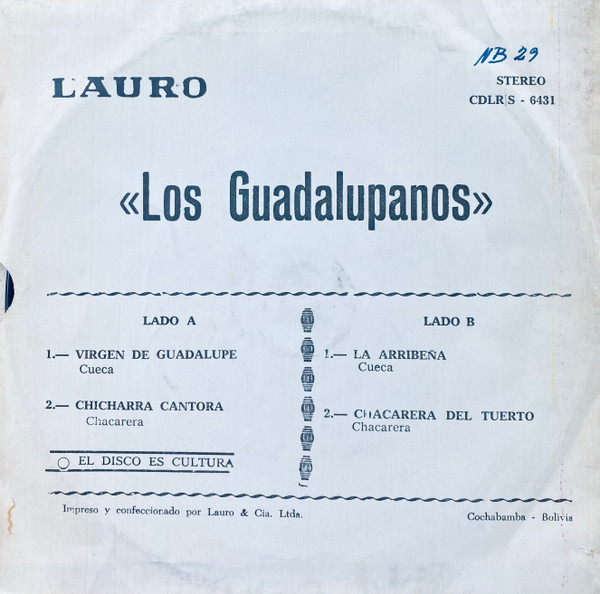 NB 29
LAURO
STEREO
CDLR S - 6431
«Los Guadalupanos»
LADO A
1.— VIRGEN DE GUADALUPE
Cueca
2.— CHICHARRA CANTORA
Chacarera
EL DISCO ES CULTURA
LADO B
1.— LA ARRIBEÑA
Cueca
2.— CHACARERA DEL TUERTO
Chacarera
Impreso y confeccionado por Lauro & Cia. Ltda.
Cochabamba - Bolivia